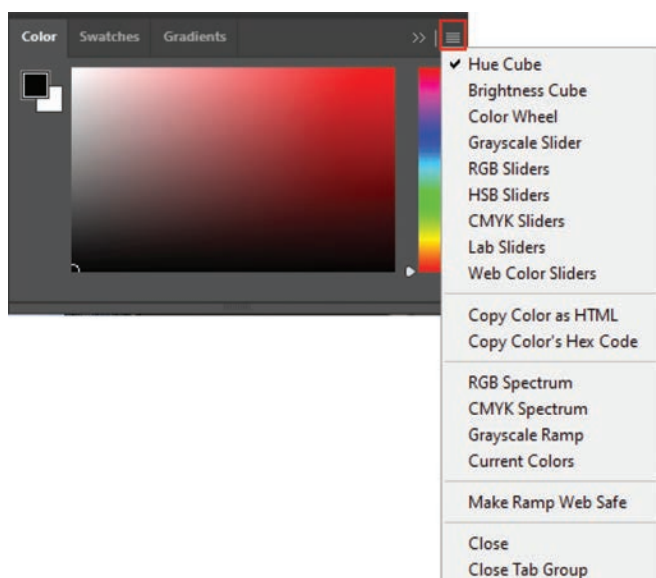 Color Swatches Gradients >> |
Hue Cube
Brightness Cube
Color Wheel
Grayscale Slider
RGB Sliders
HSB Sliders
CMYK Sliders
Lab Sliders
Web Color Sliders
Copy Color as HTML
Copy Color's Hex Code
RGB Spectrum
CMYK Spectrum
Grayscale Ramp
Current Colors
Make Ramp Web Safe
Close
Close Tab Group